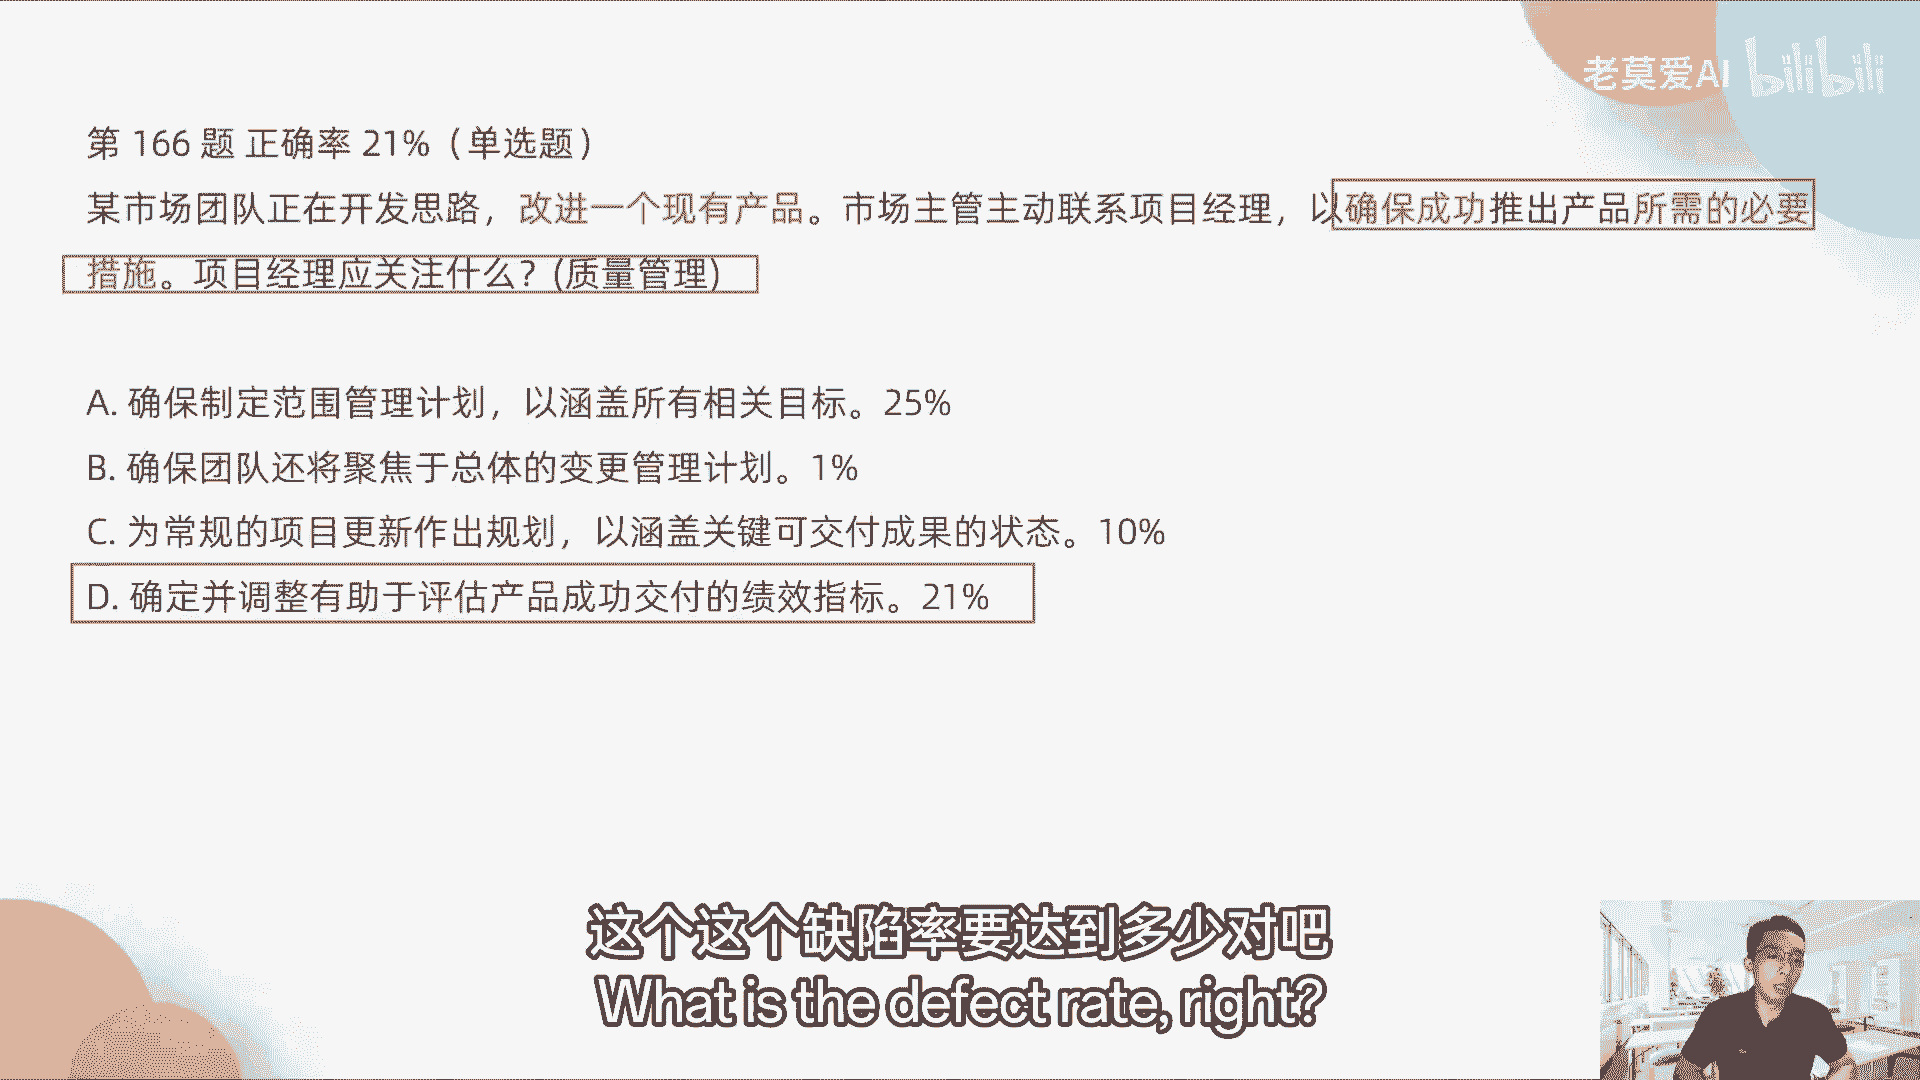 老莫爱AI bilibili
第 166 题 正确率 21%（单选题）
某市场团队正在开发思路，改进一个现有产品。市场主管主动联系项目经理，以确保成功推出产品所需的必要
措施。项目经理应关注什么？(质量管理)
A. 确保制定范围管理计划，以涵盖所有相关目标。25%
B. 确保团队还将聚焦于总体的变更管理计划。1%
C. 为常规的项目更新作出规划，以涵盖关键可交付成果的状态。10%
D. 确定并调整有助于评估产品成功交付的绩效指标。21%
这个这个缺陷率要达到多少对吧
What is the defect rate, right?